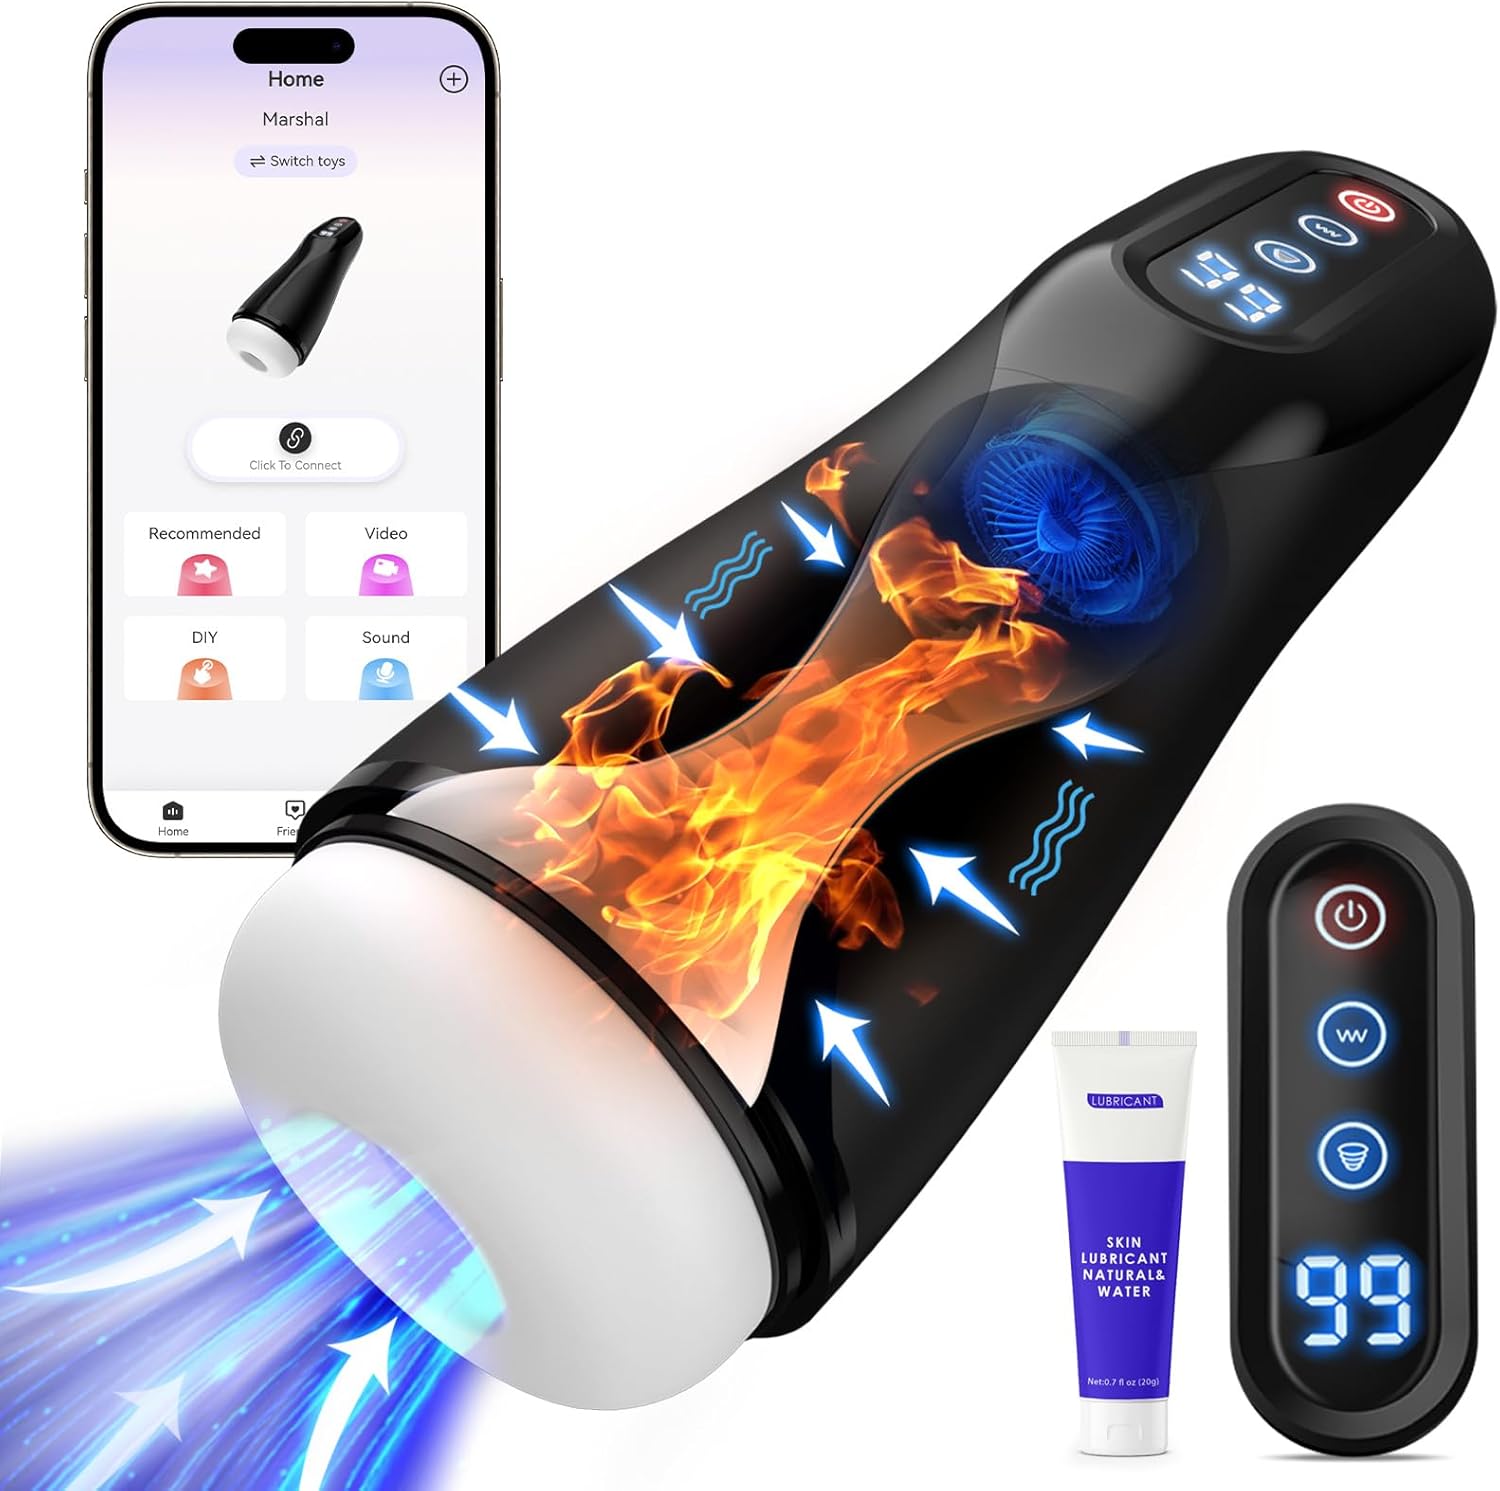 Home
Marshal
Switch toys
Click To Connect
Recommended
Video
DIY
Sound
Home
99
LUBRICANT
SKIN
LUBRICANT
NATURAL&
WATER
Net:0.7 fl oz (20g)
99